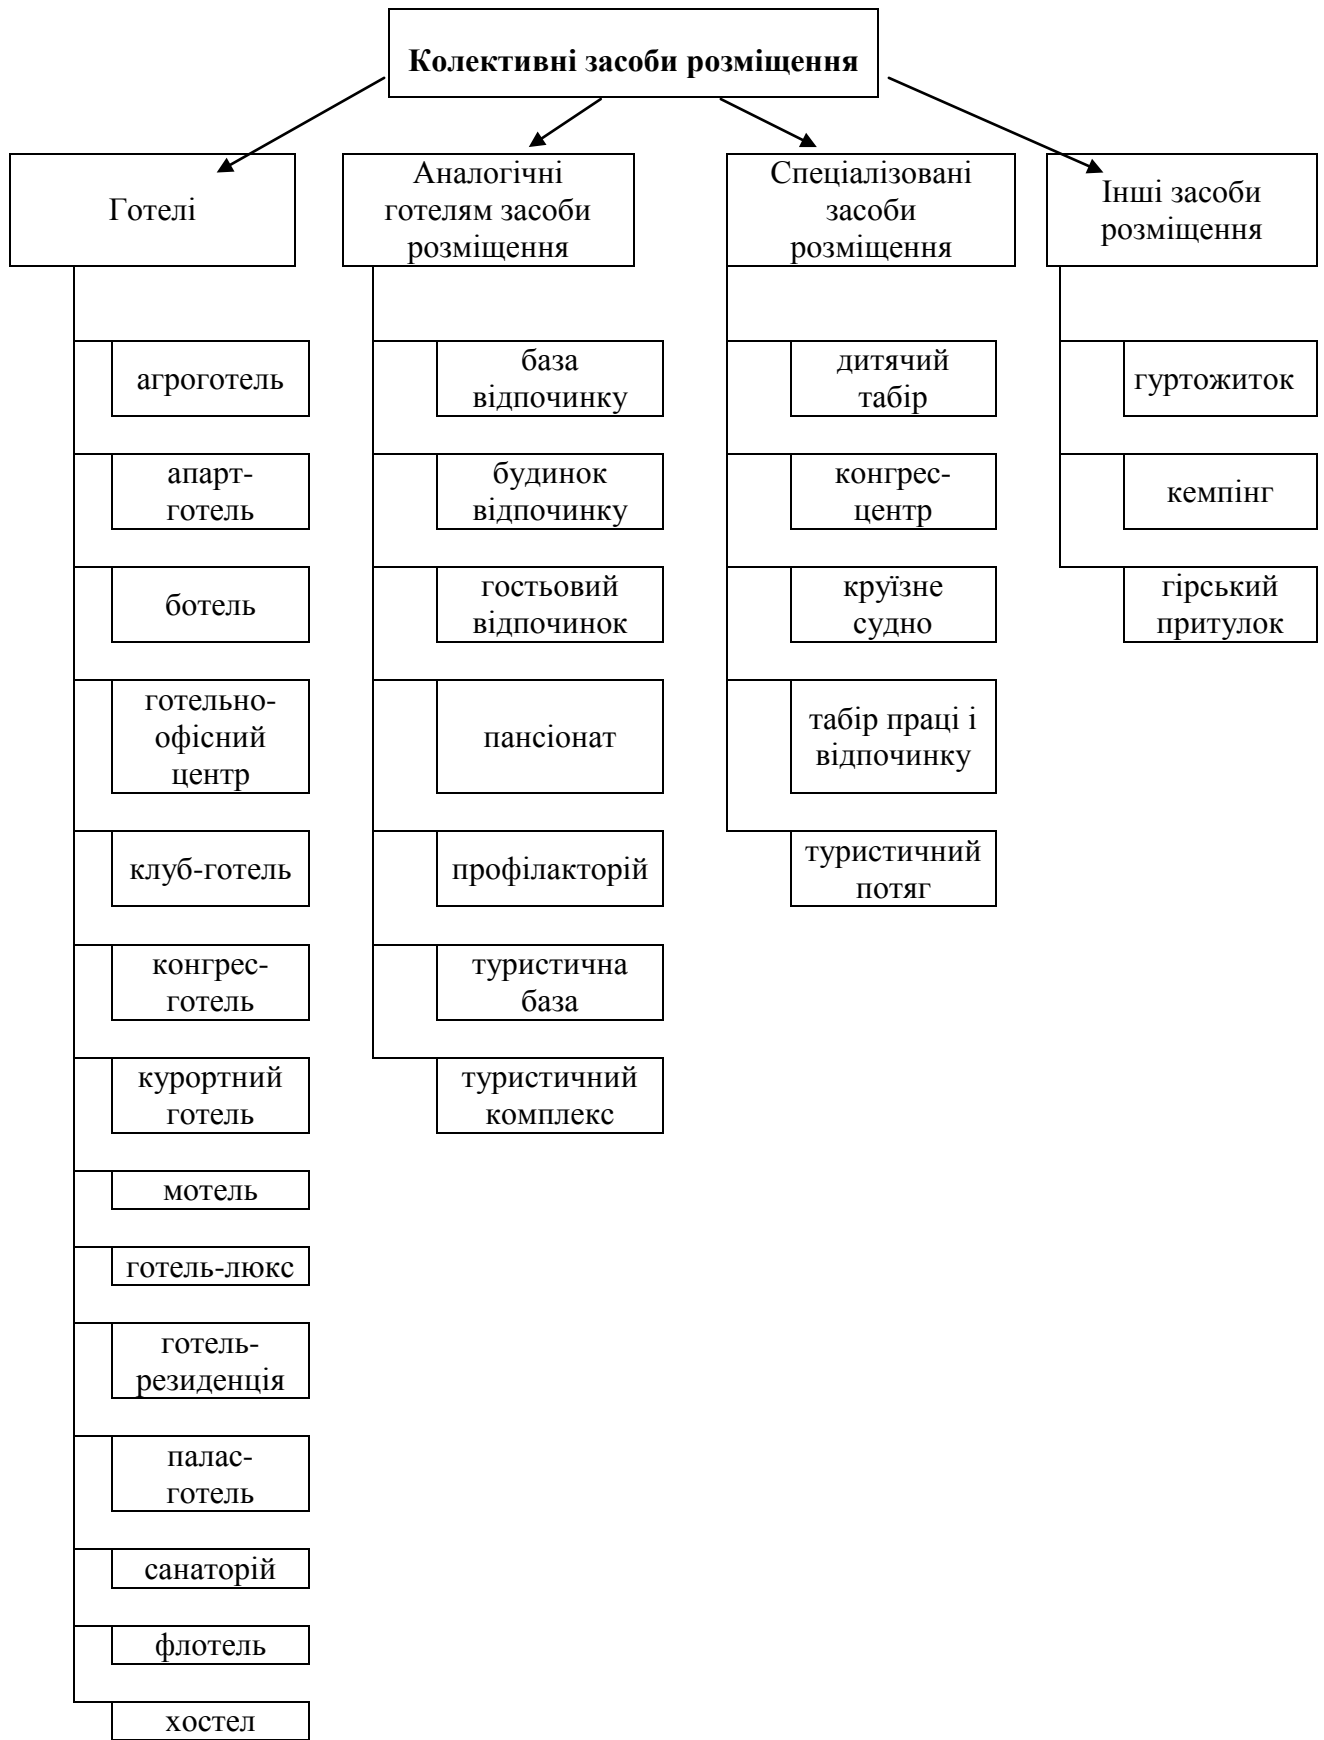 Колективні засоби розміщення
Готелі
агроготель
апарт-
готель
ботель
готельно-
офісний
центр
клуб-готель
конгрес-
готель
курортний
готель
мотель
готель-люкс
готель-
резиденція
палас-
готель
санаторій
флотель
хостел
Аналогічні
готелям засоби
розміщення
база
відпочинку
будинок
відпочинку
гостьовий
відпочинок
пансіонат
профілакторій
туристична
база
туристичний
комплекс
Спеціалізовані
засоби
розміщення
дитячий
табір
конгрес-
центр
круїзне
судно
табір праці і
відпочинку
туристичний
потяг
Інші засоби
розміщення
гуртожиток
кемпінг
гірський
притулок